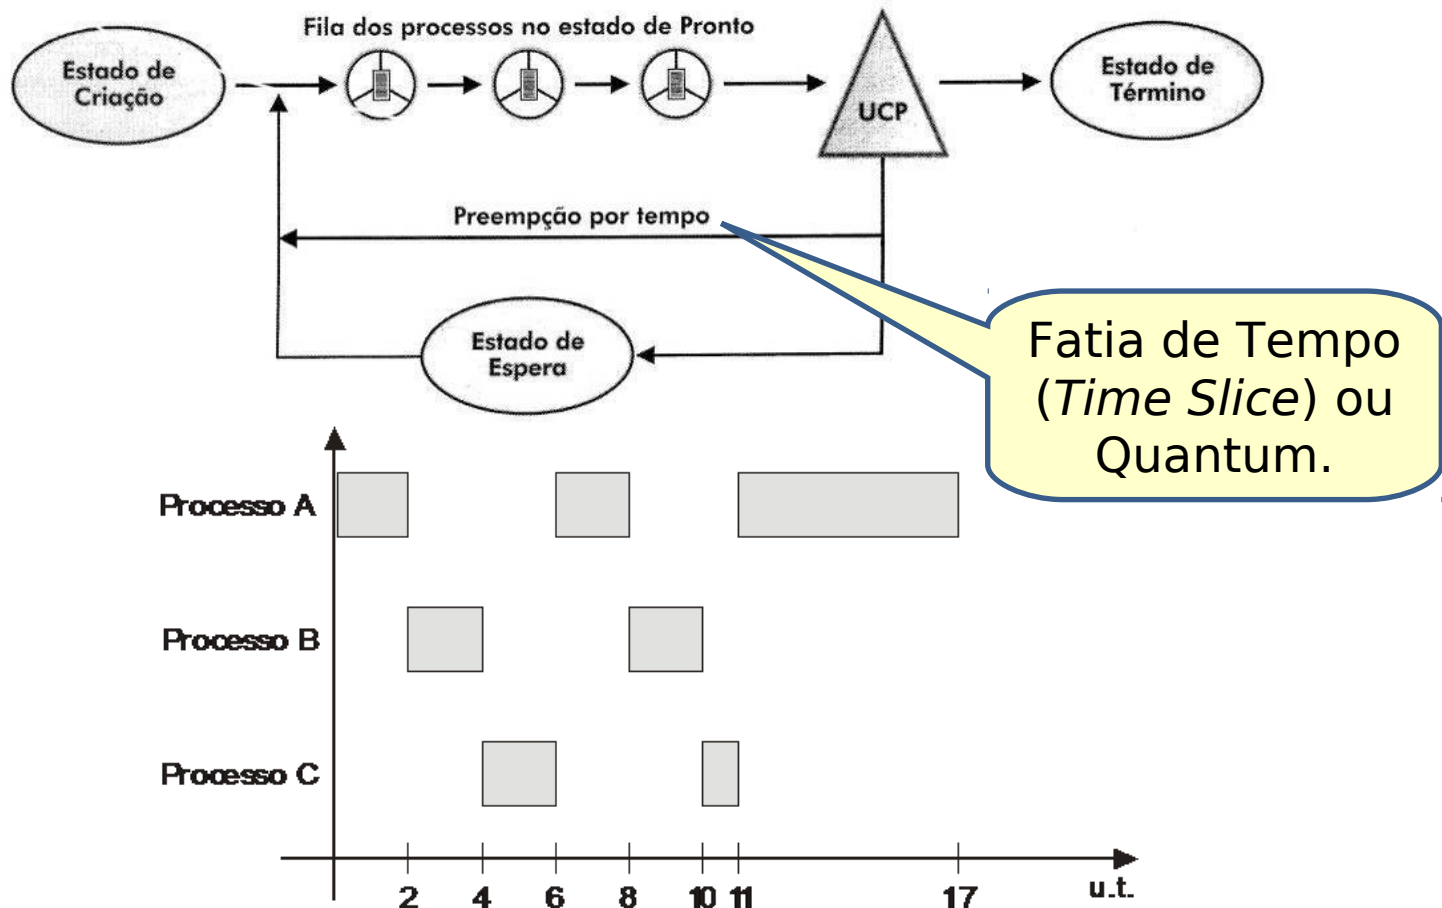 Fila dos processos no estado de Pronto
Estado de
Criação
UCP
Estado de
Término
Preempção por tempo
Estado de
Espera
Fatia de Tempo
(Time Slice) ou
Quantum.
Processo A
Processo B
Processo C
2 4 6 8 10 11 17 u.t.